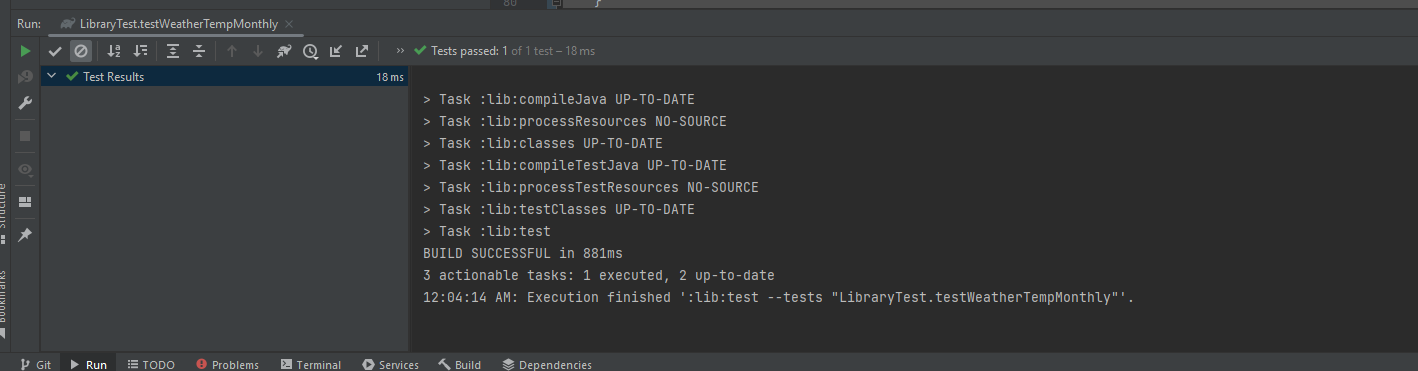 80 }
Run: LibraryTest.testWeatherTempMonthly ×
» Tests passed: 1 of 1 test – 18 ms
Test Results 18 ms
> Task :lib:compileJava UP-TO-DATE
> Task :lib:processResources NO-SOURCE
> Task :lib:classes UP-TO-DATE
> Task :lib:compileTestJava UP-TO-DATE
> Task :lib:processTestResources NO-SOURCE
> Task :lib:testClasses UP-TO-DATE
> Task :lib:test
BUILD SUCCESSFUL in 881ms
3 actionable tasks: 1 executed, 2 up-to-date
12:04:14 AM: Execution finished ':lib:test --tests "LibraryTest.testWeatherTempMonthly"'.
Structure
Bookmarks
Git Run TODO Problems Terminal Services Build Dependencies